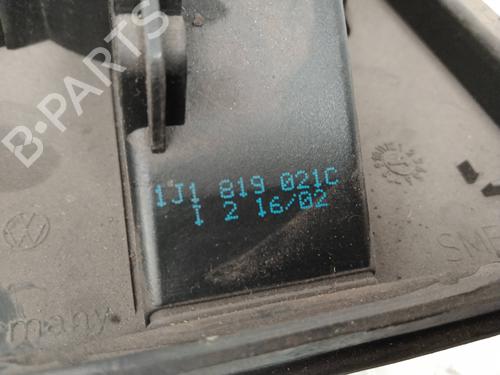 B-PARTS
1J1 819 021C
1 2 16/02
SME
many